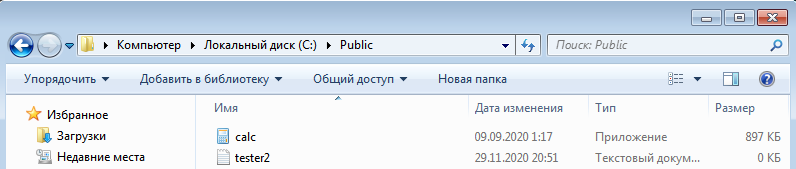 Компьютер Локальный диск (C:) Public Поиск: Public
Упорядочить Добавить в библиотеку Общий доступ Новая папка
Имя Дата изменения Тип Размер
Избранное
Загрузки calc 09.09.2020 1:17 Приложение 897 КБ
Недавние места tester2 29.11.2020 20:51 Текстовый докум... 0 КБ